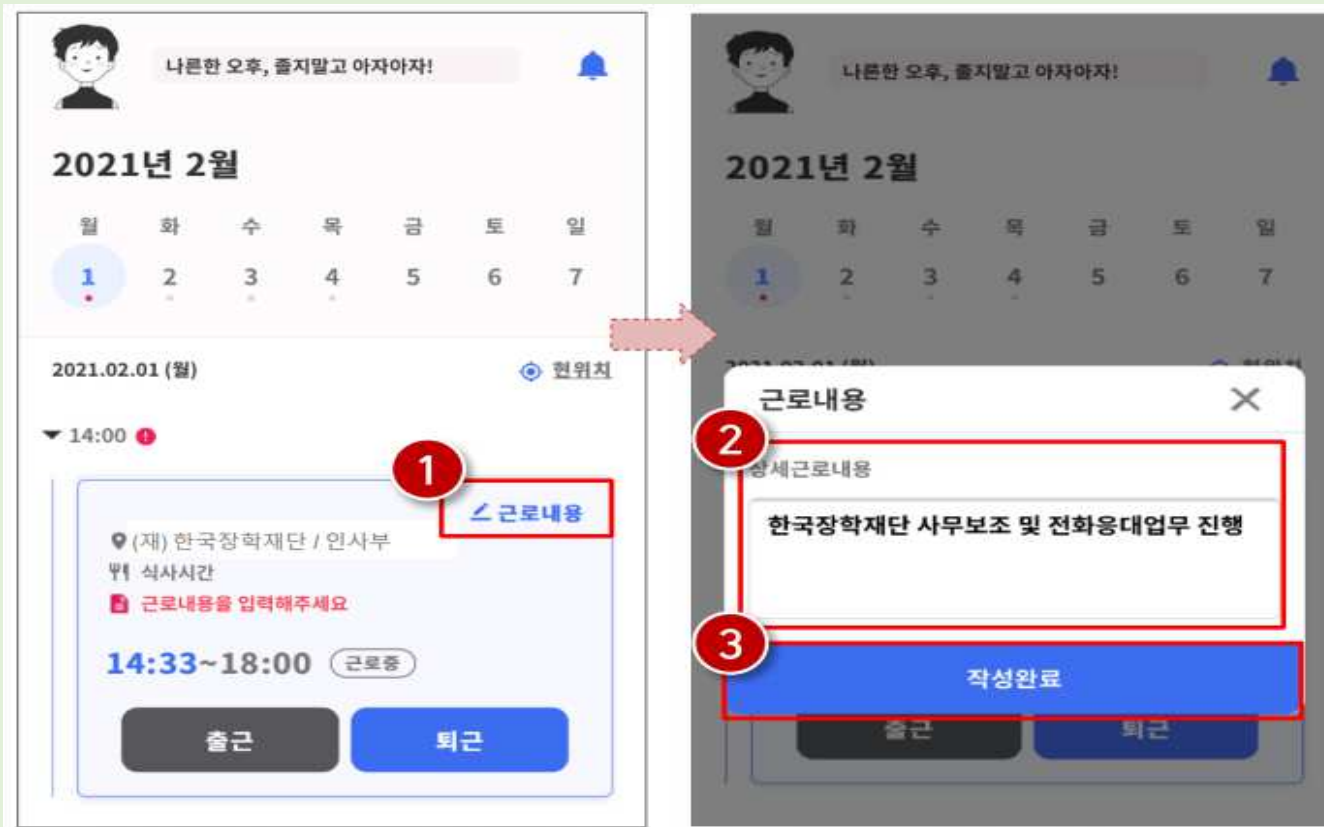 나른한 오후, 졸지말고 아자아자!
2021년 2월
월 화 수 목 금 토 일
1 2 3 4 5 6 7
2021.02.01 (월) 현위치
14:00
1
근로내용
(재) 한국장학재단 / 인사부
식사시간
근로내용을 입력해주세요
14:33~18:00 근로중
출근 퇴근
나른한 오후, 졸지말고 아자아자!
2021년 2월
월 화 수 목 금 토 일
1 2 3 4 5 6 7
2021.02.01 (월) 현위치
근로내용
2
상세근로내용
한국장학재단 사무보조 및 전화응대업무 진행
3
작성완료
출근 퇴근